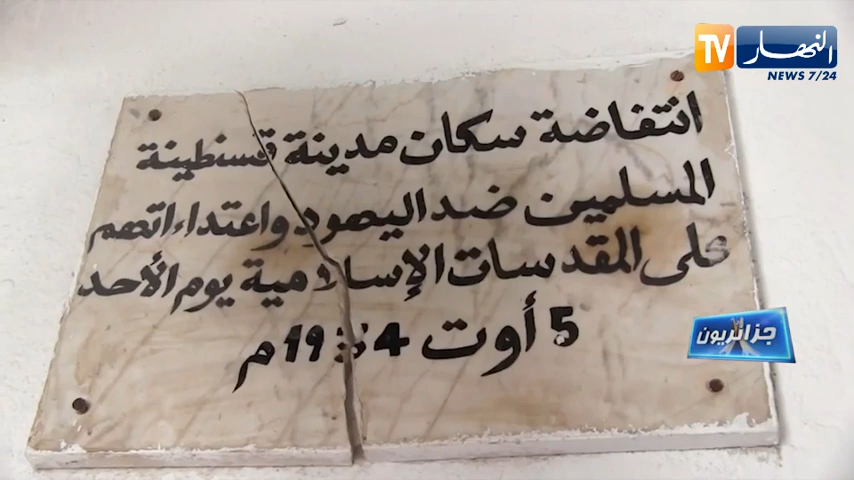 النهار TV
NEWS 7/24
انتفاضة سكان مدينة قسنطينة
المسلمين ضد اليهود واعتداءاتهم
على المقدسات الإسلامية يوم الأحد
5 أوت 1934م
جزائريون